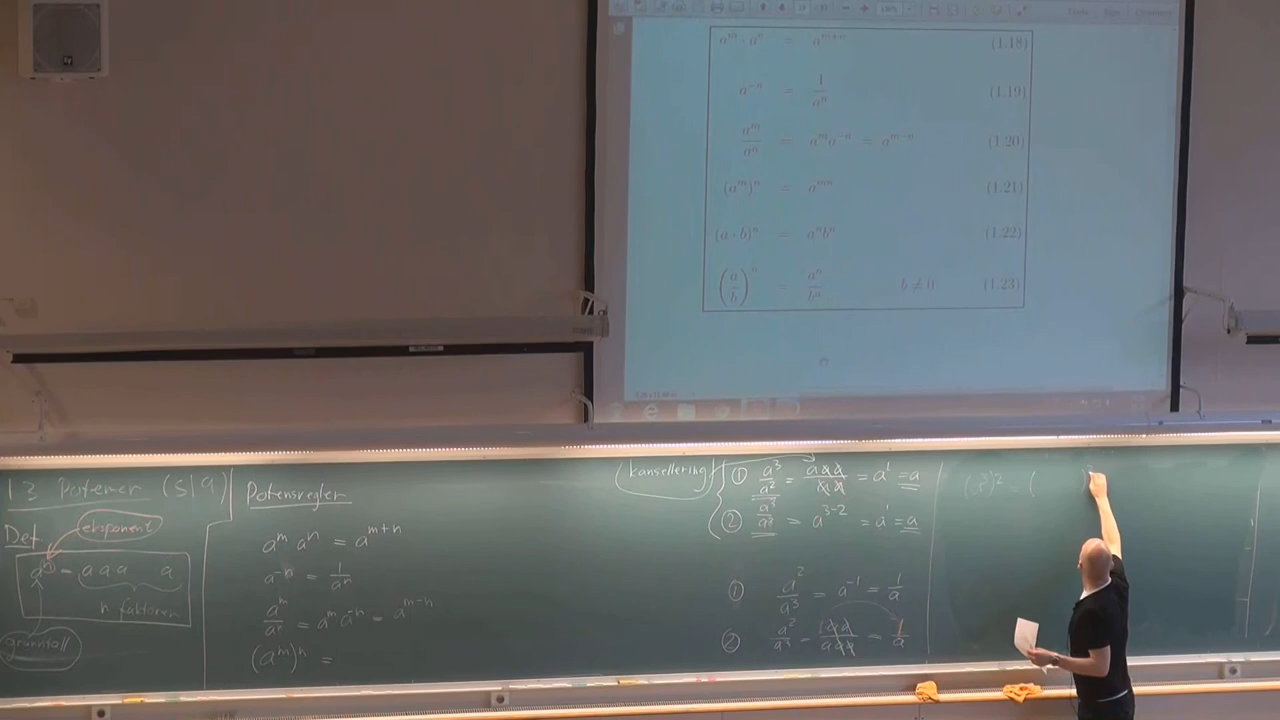 a^m · a^n = a^{m+n} (1.18)
a^{-n} = 1/a^n (1.19)
a^m/a^n = a^m a^{-n} = a^{m-n} (1.20)
(a^m)^n = a^{mn} (1.21)
(a · b)^n = a^n b^n (1.22)
(a/b)^n = a^n/b^n b ≠ 0 (1.23)
1.3 Potenser (s19)
Def
eksponent
a^n = a a a a
n faktorer
grunntall
Potensregler
a^m a^n = a^{m+n}
a^{-n} = 1/a^n
a^m/a^n = a^m a^{-n} = a^{m-n}
(a^m)^n =
(kansellering)
① a^3/a^2 = aaa/aa = a^1 = a
② a^3/a^2 = a^{3-2} = a^1 = a
① a^2/a^3 = a^{-1} = 1/a
② a^2/a^3 = 1aa/aaa = 1/a
(a^3)^2 = ( )^2